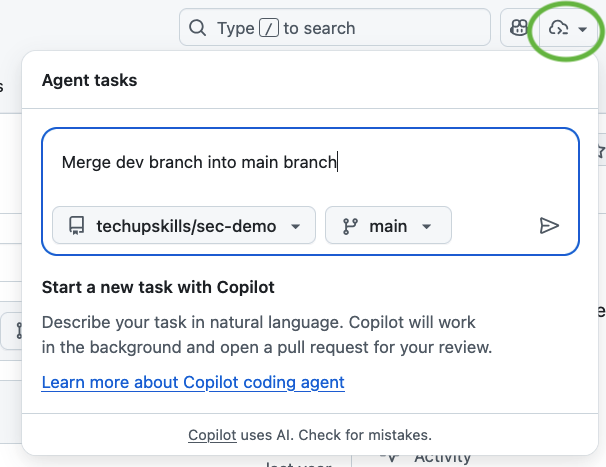 Type / to search
Agent tasks
Merge dev branch into main branch
techupskills/sec-demo main
Start a new task with Copilot
Describe your task in natural language. Copilot will work
in the background and open a pull request for your review.
Learn more about Copilot coding agent
Copilot uses AI. Check for mistakes.
last year
Activity